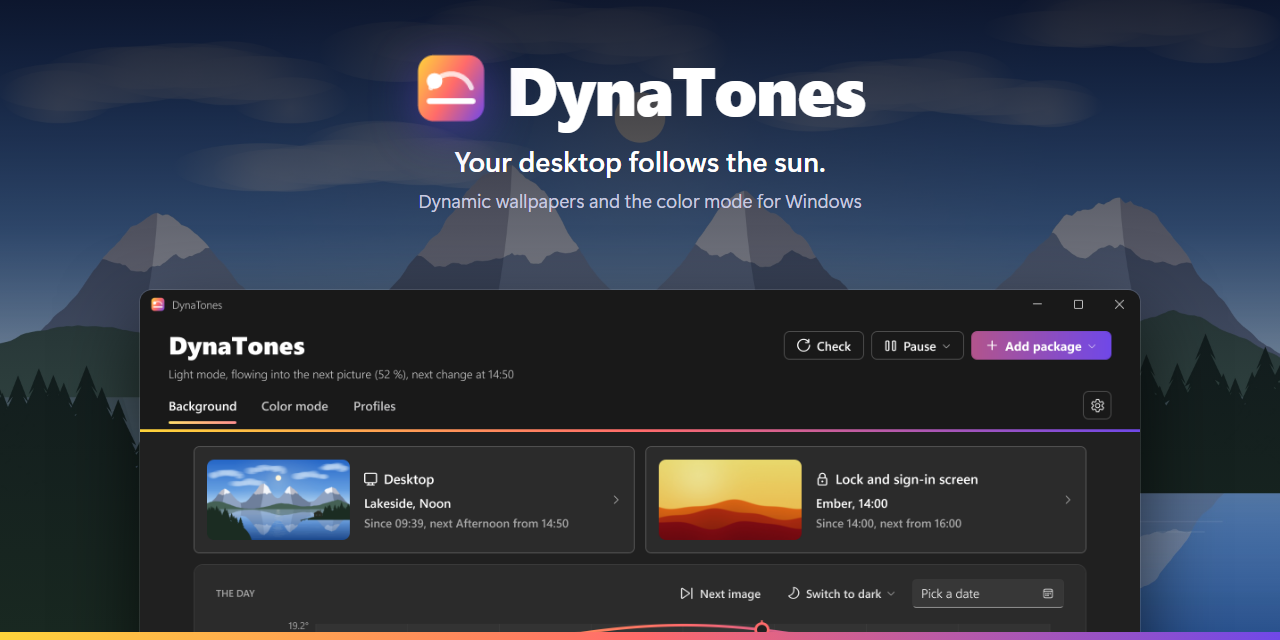 DynaTones
Your desktop follows the sun.
Dynamic wallpapers and the color mode for Windows
DynaTones
DynaTones
Light mode, flowing into the next picture (52 %), next change at 14:50
Check
Pause
Add package
Background
Color mode
Profiles
Desktop
Lakeside, Noon
Since 09:39, next Afternoon from 14:50
Lock and sign-in screen
Ember, 14:00
Since 14:00, next from 16:00
THE DAY
Next image
Switch to dark
Pick a date
19.2°